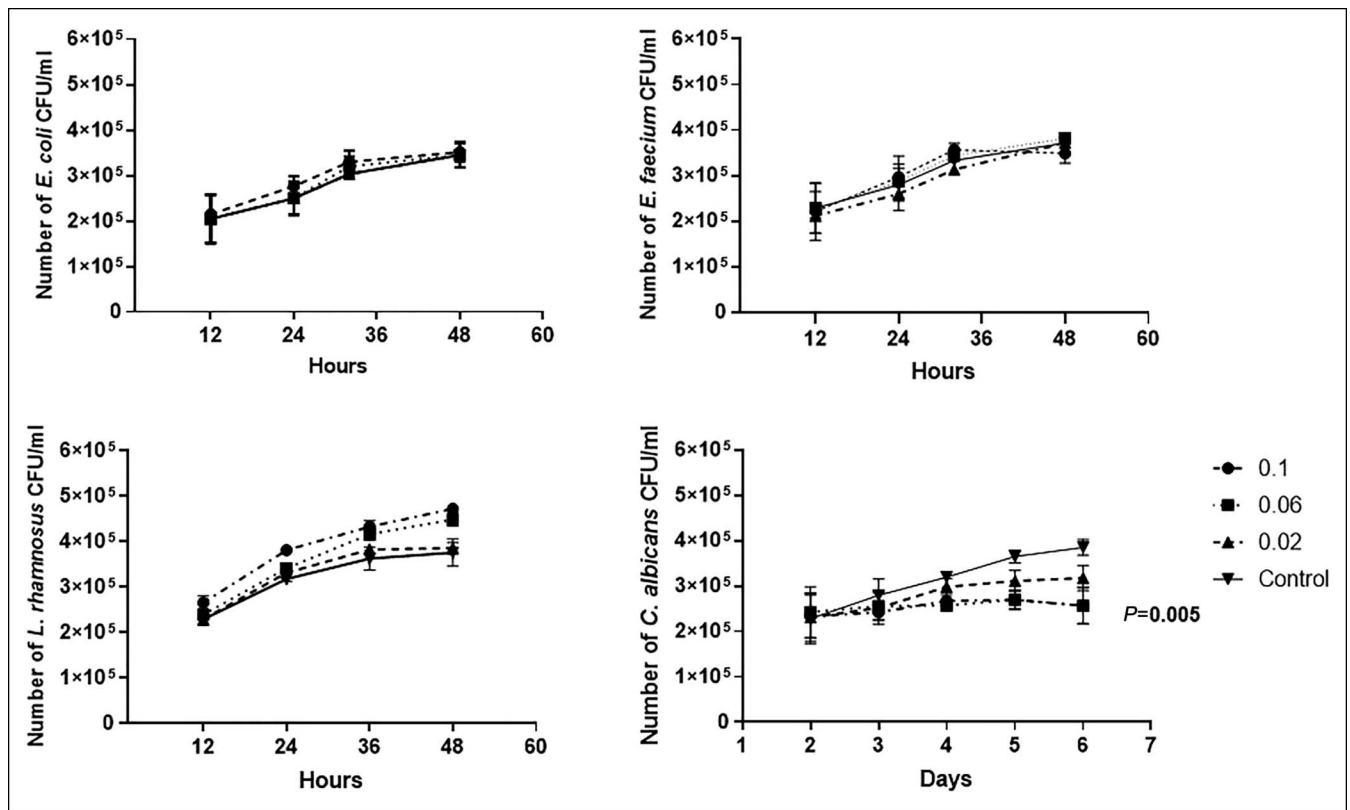 Number of E. coli CFU/ml
6×10⁵
5×10⁵
4×10⁵
3×10⁵
2×10⁵
1×10⁵
0
12 24 36 48 60
Hours
Number of E. faecium CFU/ml
6×10⁵
5×10⁵
4×10⁵
3×10⁵
2×10⁵
1×10⁵
0
12 24 36 48 60
Hours
Number of L. rhamnosus CFU/ml
6×10⁵
5×10⁵
4×10⁵
3×10⁵
2×10⁵
1×10⁵
0
12 24 36 48 60
Hours
Number of C. albicans CFU/ml
6×10⁵
5×10⁵
4×10⁵
3×10⁵
2×10⁵
1×10⁵
0
1 2 3 4 5 6 7
Days
0.1
0.06
0.02
Control
P=0.005